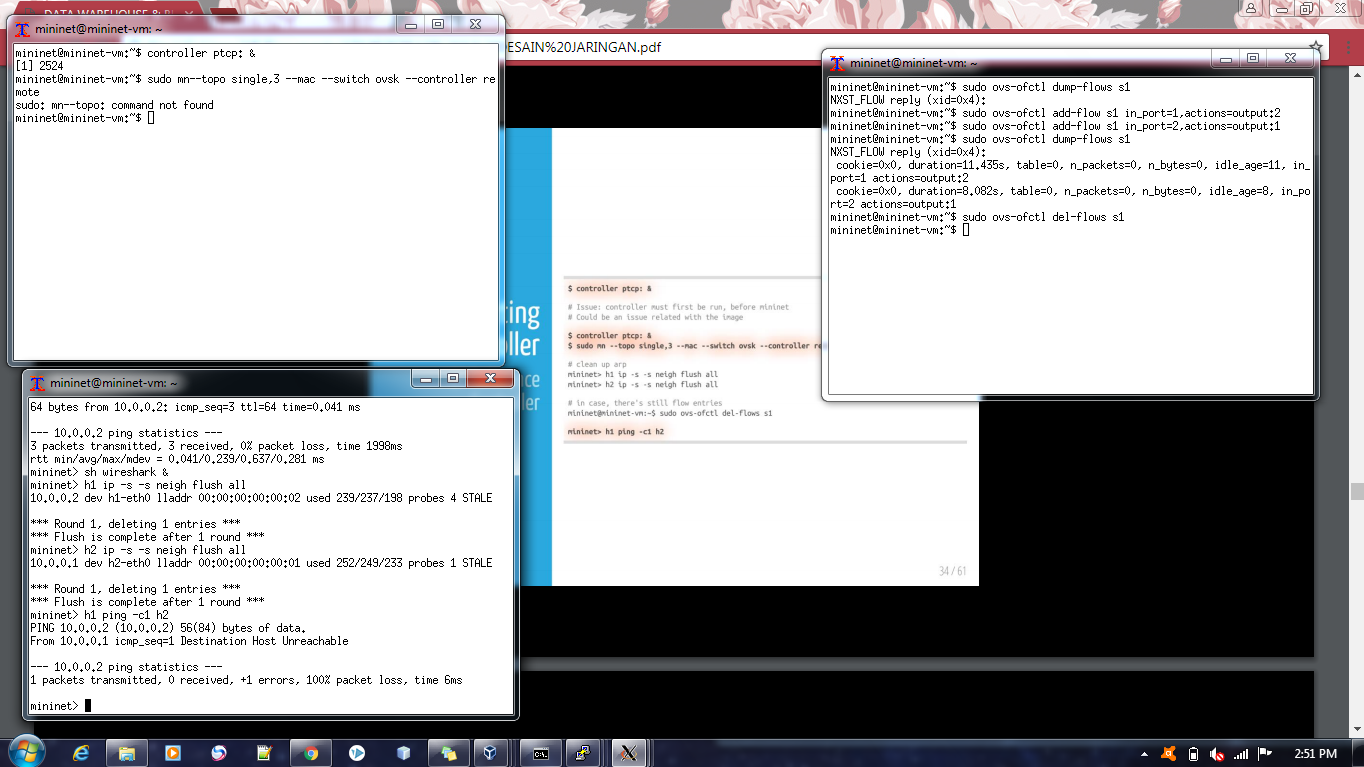 DATA WAREHOUSE &
DESAIN%20JARINGAN.pdf
mininet@mininet-vm: ~
mininet@mininet-vm:~$ controller ptcp: &
[1] 2524
mininet@mininet-vm:~$ sudo mn--topo single,3 --mac --switch ovsk --controller re
mote
sudo: mn--topo: command not found
mininet@mininet-vm:~$
mininet@mininet-vm: ~
mininet@mininet-vm:~$ sudo ovs-ofctl dump-flows s1
NXST_FLOW reply (xid=0x4):
mininet@mininet-vm:~$ sudo ovs-ofctl add-flow s1 in_port=1,actions=output:2
mininet@mininet-vm:~$ sudo ovs-ofctl add-flow s1 in_port=2,actions=output:1
mininet@mininet-vm:~$ sudo ovs-ofctl dump-flows s1
NXST_FLOW reply (xid=0x4):
cookie=0x0, duration=11.435s, table=0, n_packets=0, n_bytes=0, idle_age=11, in_
port=1 actions=output:2
cookie=0x0, duration=8.082s, table=0, n_packets=0, n_bytes=0, idle_age=8, in_po
rt=2 actions=output:1
mininet@mininet-vm:~$ sudo ovs-ofctl del-flows s1
mininet@mininet-vm:~$
$ controller ptcp: &
# Issue: controller must first be run, before mininet
# Could be an issue related with the image
$ controller ptcp: &
$ sudo mn --topo single,3 --mac --switch ovsk --controller re
# clean up arp
mininet> h1 ip -s -s neigh flush all
mininet> h2 ip -s -s neigh flush all
# in case, there's still flow entries
mininet@mininet-vm:~$ sudo ovs-ofctl del-flows s1
mininet> h1 ping -c1 h2
34 / 61
mininet@mininet-vm: ~
64 bytes from 10.0.0.2: icmp_seq=3 ttl=64 time=0.041 ms
--- 10.0.0.2 ping statistics ---
3 packets transmitted, 3 received, 0% packet loss, time 1998ms
rtt min/avg/max/mdev = 0.041/0.239/0.637/0.281 ms
mininet> sh wireshark &
mininet> h1 ip -s -s neigh flush all
10.0.0.2 dev h1-eth0 lladdr 00:00:00:00:00:02 used 239/237/198 probes 4 STALE
*** Round 1, deleting 1 entries ***
*** Flush is complete after 1 round ***
mininet> h2 ip -s -s neigh flush all
10.0.0.1 dev h2-eth0 lladdr 00:00:00:00:00:01 used 252/249/233 probes 1 STALE
*** Round 1, deleting 1 entries ***
*** Flush is complete after 1 round ***
mininet> h1 ping -c1 h2
PING 10.0.0.2 (10.0.0.2) 56(84) bytes of data.
From 10.0.0.1 icmp_seq=1 Destination Host Unreachable
--- 10.0.0.2 ping statistics ---
1 packets transmitted, 0 received, +1 errors, 100% packet loss, time 6ms
mininet>
2:51 PM